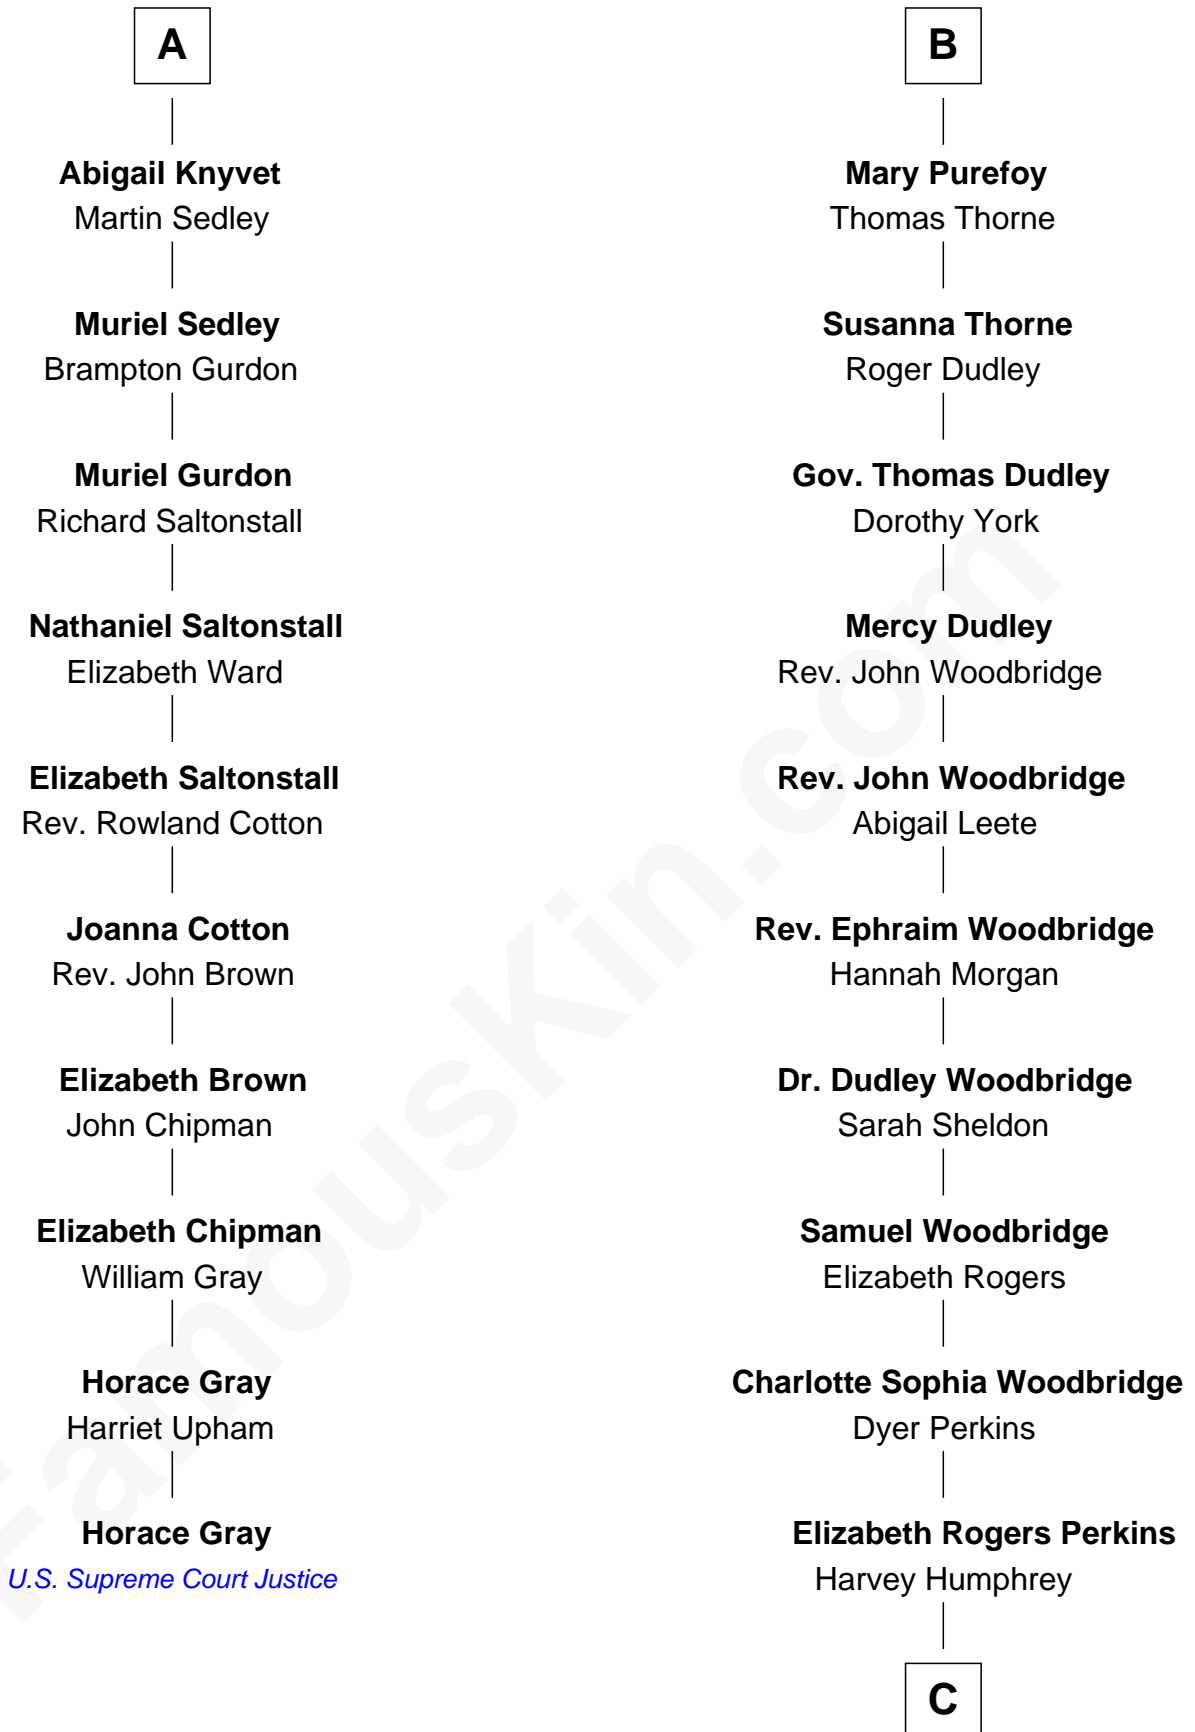 A
Abigail Knyvet
Martin Sedley
Muriel Sedley
Brampton Gurdon
Muriel Gurdon
Richard Saltonstall
Nathaniel Saltonstall
Elizabeth Ward
Elizabeth Saltonstall
Rev. Rowland Cotton
Joanna Cotton
Rev. John Brown
Elizabeth Brown
John Chipman
Elizabeth Chipman
William Gray
Horace Gray
Harriet Upham
Horace Gray
U.S. Supreme Court Justice
B
Mary Purefoy
Thomas Thorne
Susanna Thorne
Roger Dudley
Gov. Thomas Dudley
Dorothy York
Mercy Dudley
Rev. John Woodbridge
Rev. John Woodbridge
Abigail Leete
Rev. Ephraim Woodbridge
Hannah Morgan
Dr. Dudley Woodbridge
Sarah Sheldon
Samuel Woodbridge
Elizabeth Rogers
Charlotte Sophia Woodbridge
Dyer Perkins
Elizabeth Rogers Perkins
Harvey Humphrey
C
FamousKin.com